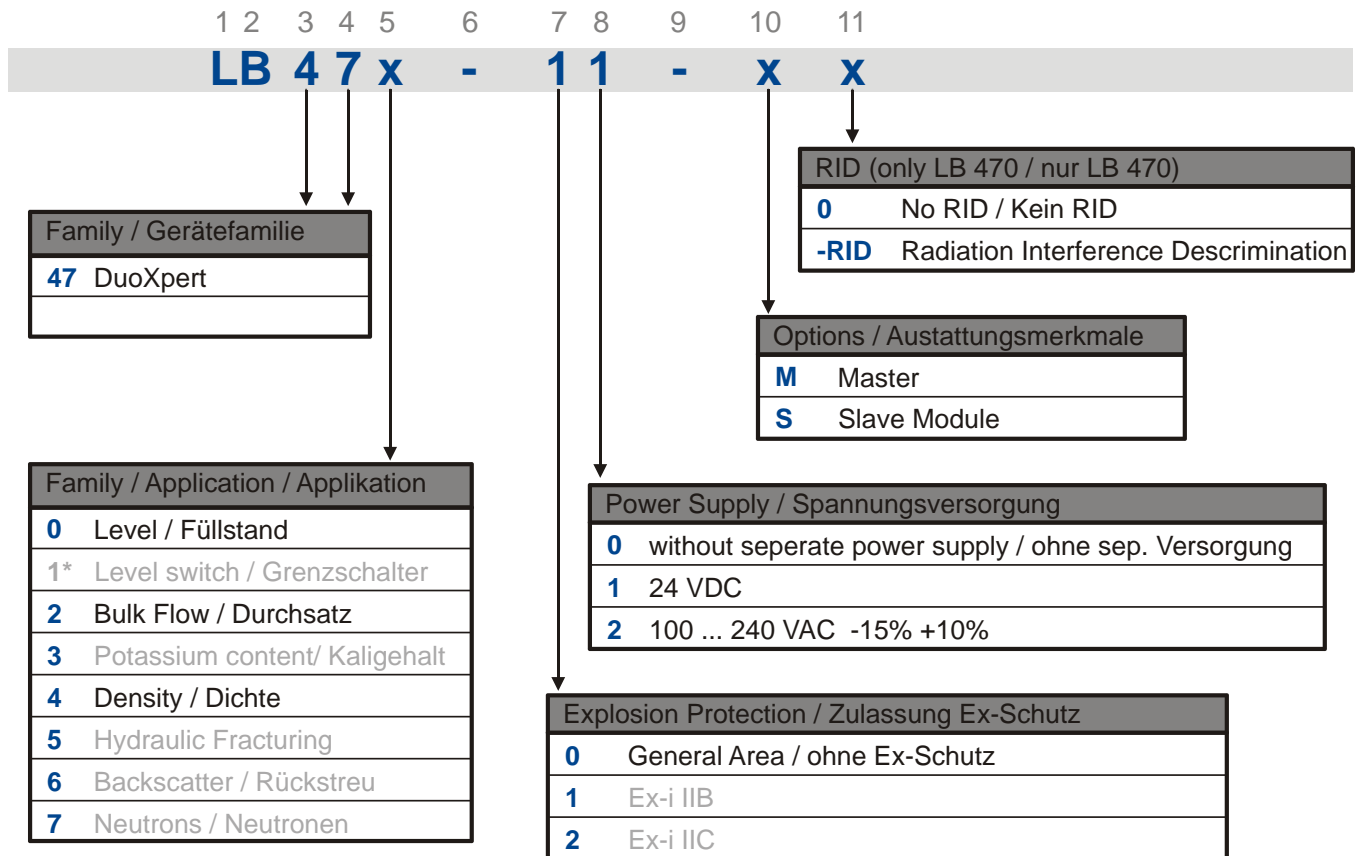 1 2 3 4 5 6 7 8 9 10 11
LB 4 7 x - 1 1 - x x
RID (only LB 470 / nur LB 470)
0 No RID / Kein RID
-RID Radiation Interference Descrimination
Family / Gerätefamilie
47 DuoXpert
Options / Austattungsmerkmale
M Master
S Slave Module
Family / Application / Applikation
0 Level / Füllstand
1* Level switch / Grenzschalter
2 Bulk Flow / Durchsatz
3 Potassium content/ Kaligehalt
4 Density / Dichte
5 Hydraulic Fracturing
6 Backscatter / Rückstreu
7 Neutrons / Neutronen
Power Supply / Spannungsversorgung
0 without seperate power supply / ohne sep. Versorgung
1 24 VDC
2 100 ... 240 VAC -15% +10%
Explosion Protection / Zulassung Ex-Schutz
0 General Area / ohne Ex-Schutz
1 Ex-i IIB
2 Ex-i IIC